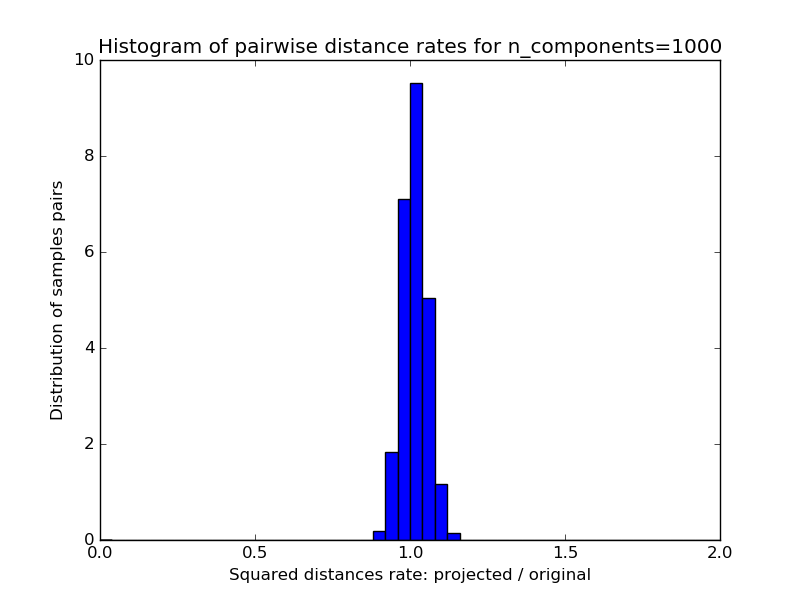 Histogram of pairwise distance rates for n_components=1000
10
8
6
4
2
0
Distribution of samples pairs
0.0 0.5 1.0 1.5 2.0
Squared distances rate: projected / original